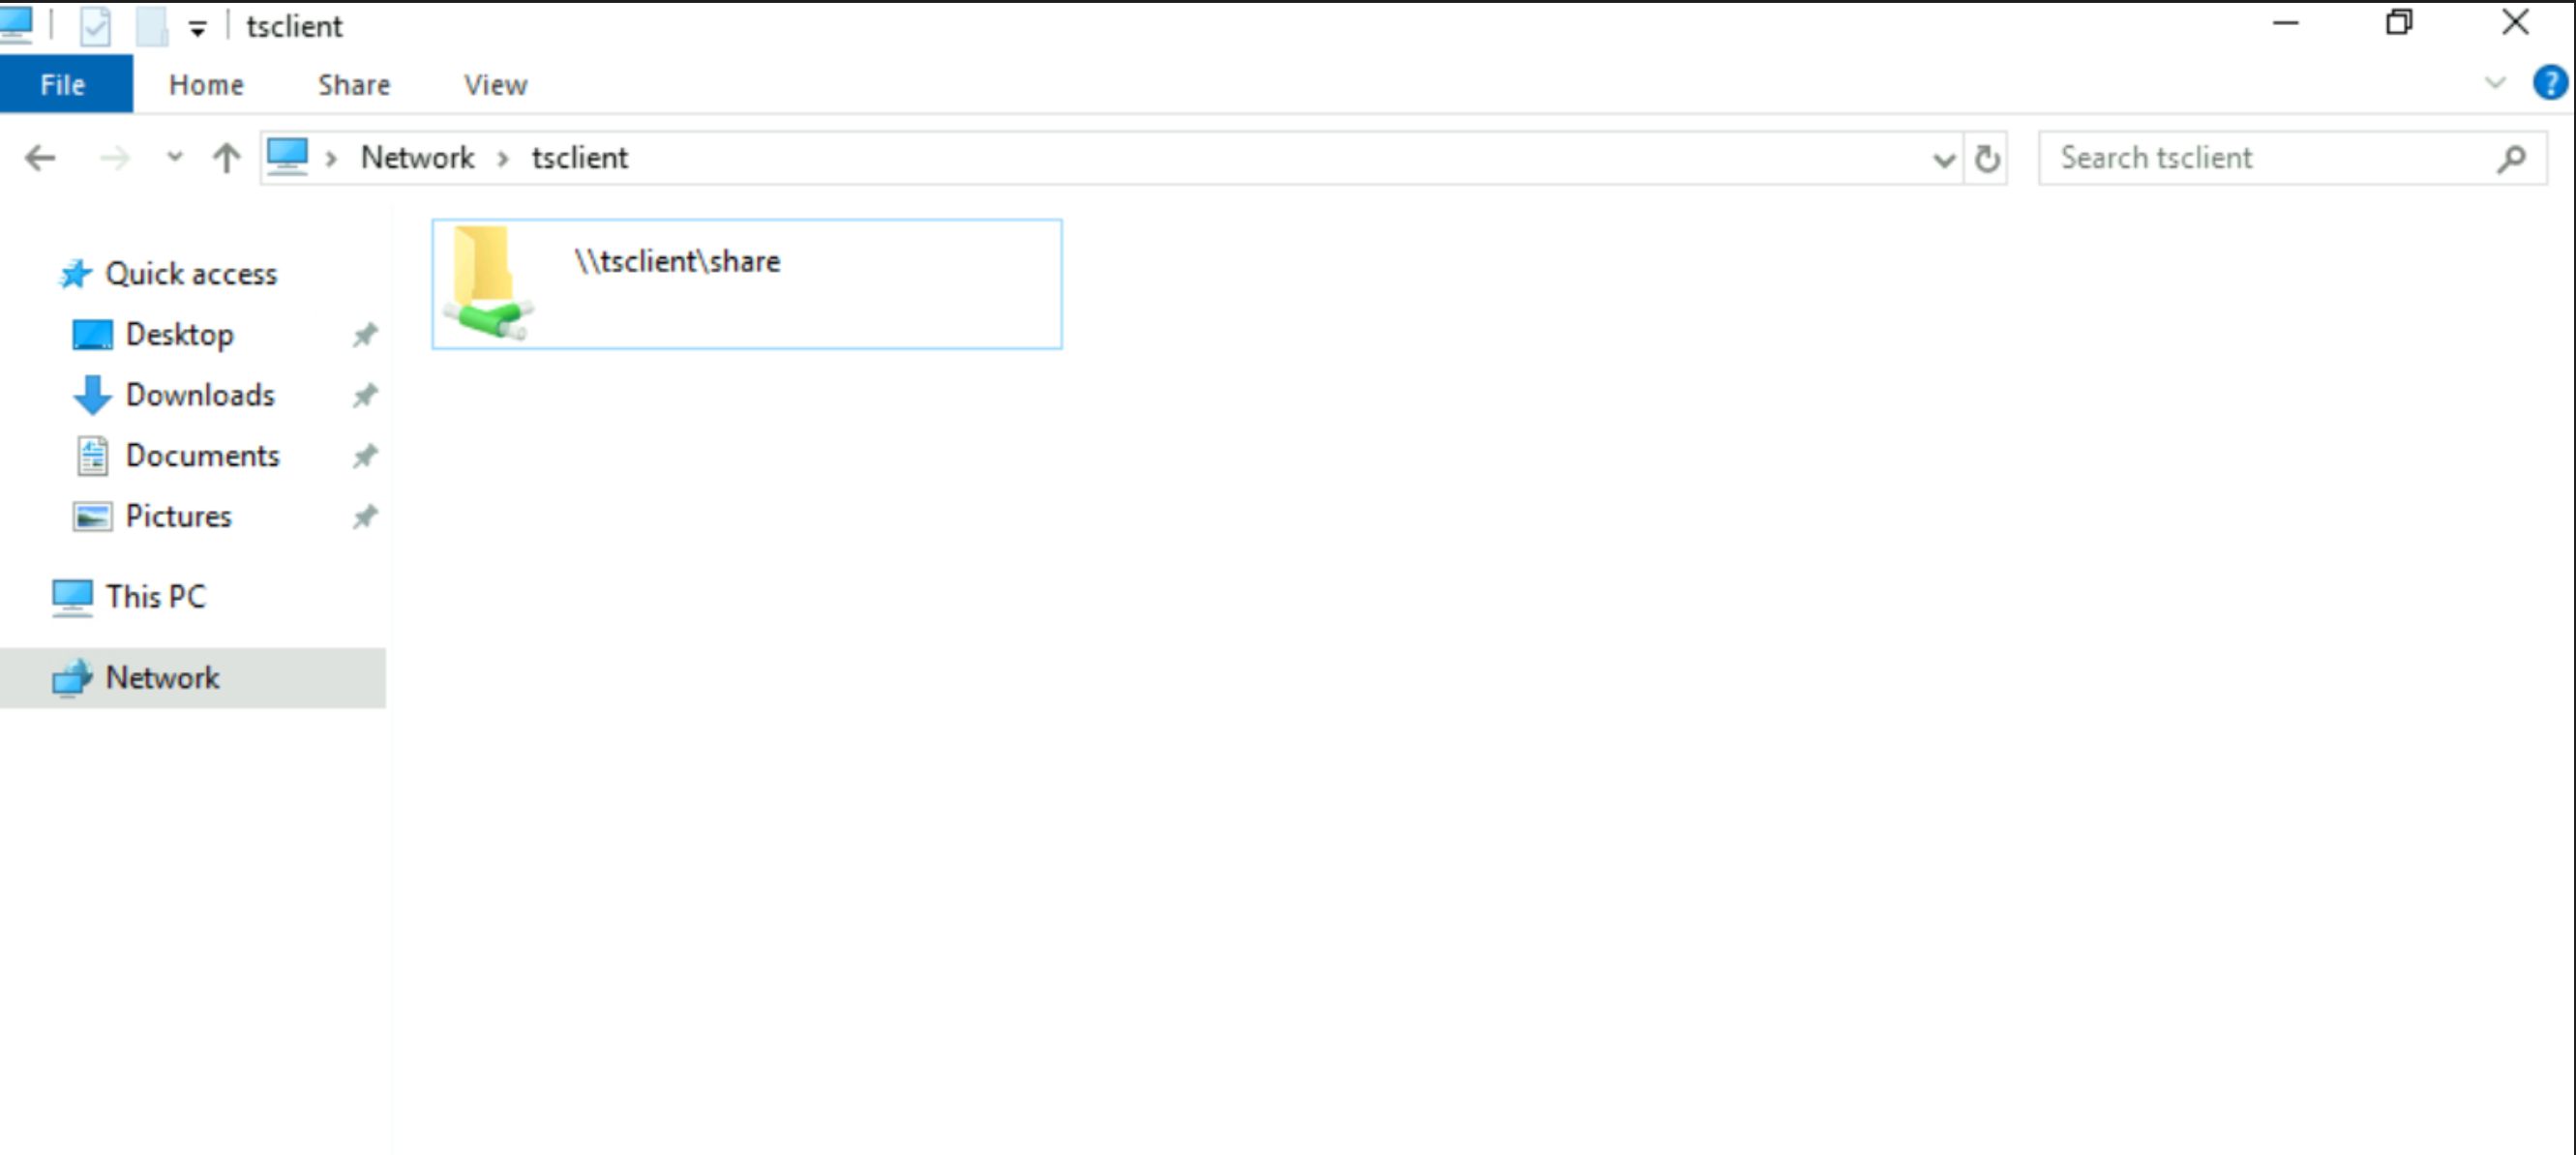 tsclient
File Home Share View
Network tsclient
Search tsclient
Quick access
Desktop
Downloads
Documents
Pictures
This PC
Network
\\tsclient\share